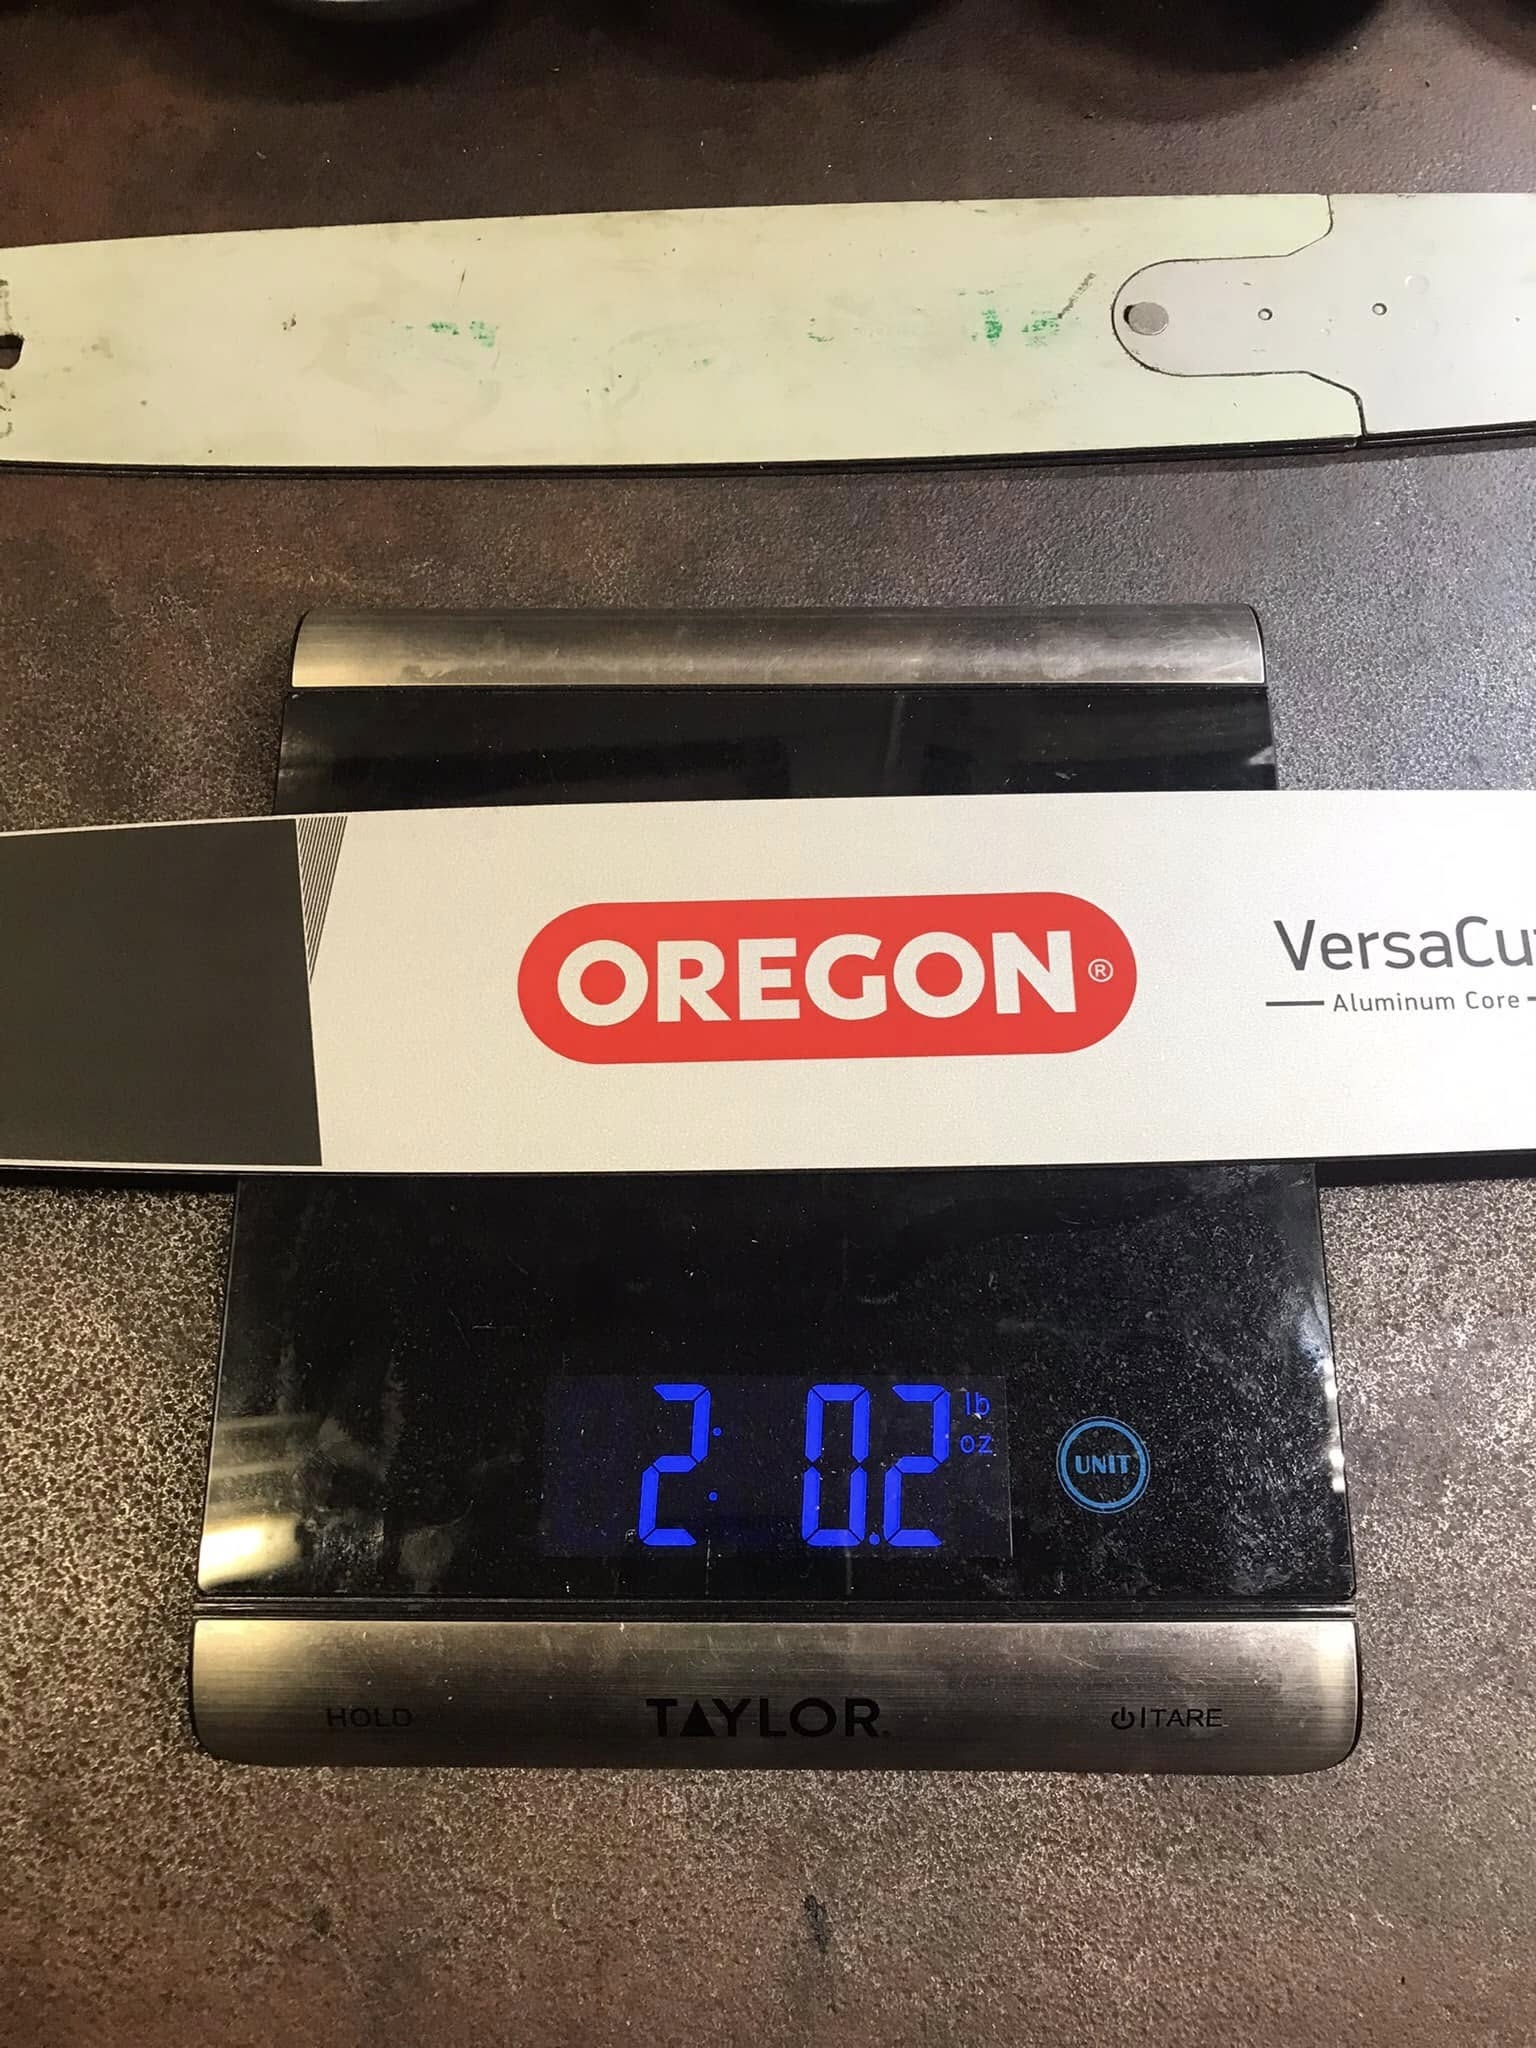 OREGON®
VersaCu
Aluminum Core
2: 0.2 lb oz
UNIT
HOLD
TAYLOR.
|TARE